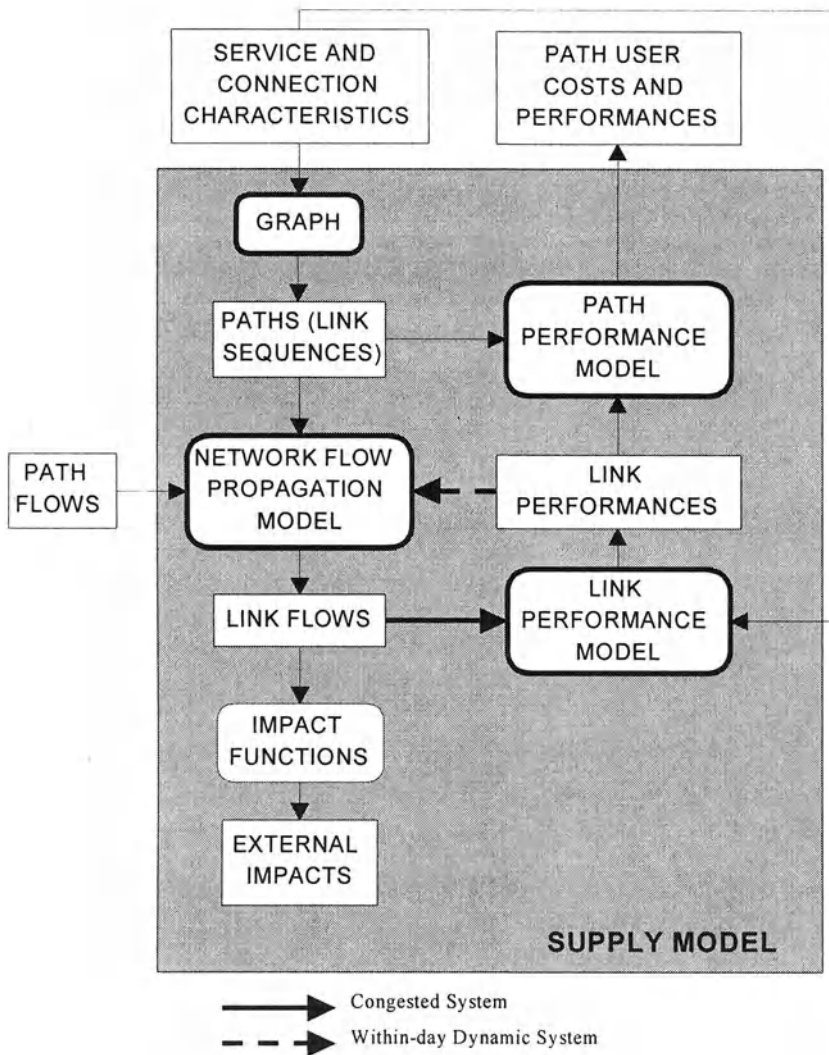 SERVICE AND
CONNECTION
CHARACTERISTICS
PATH USER
COSTS AND
PERFORMANCES
GRAPH
PATHS (LINK
SEQUENCES)
PATH
PERFORMANCE
MODEL
PATH
FLOWS
NETWORK FLOW
PROPAGATION
MODEL
LINK
PERFORMANCES
LINK FLOWS
LINK
PERFORMANCE
MODEL
IMPACT
FUNCTIONS
EXTERNAL
IMPACTS
SUPPLY MODEL
Congested System
Within-day Dynamic System